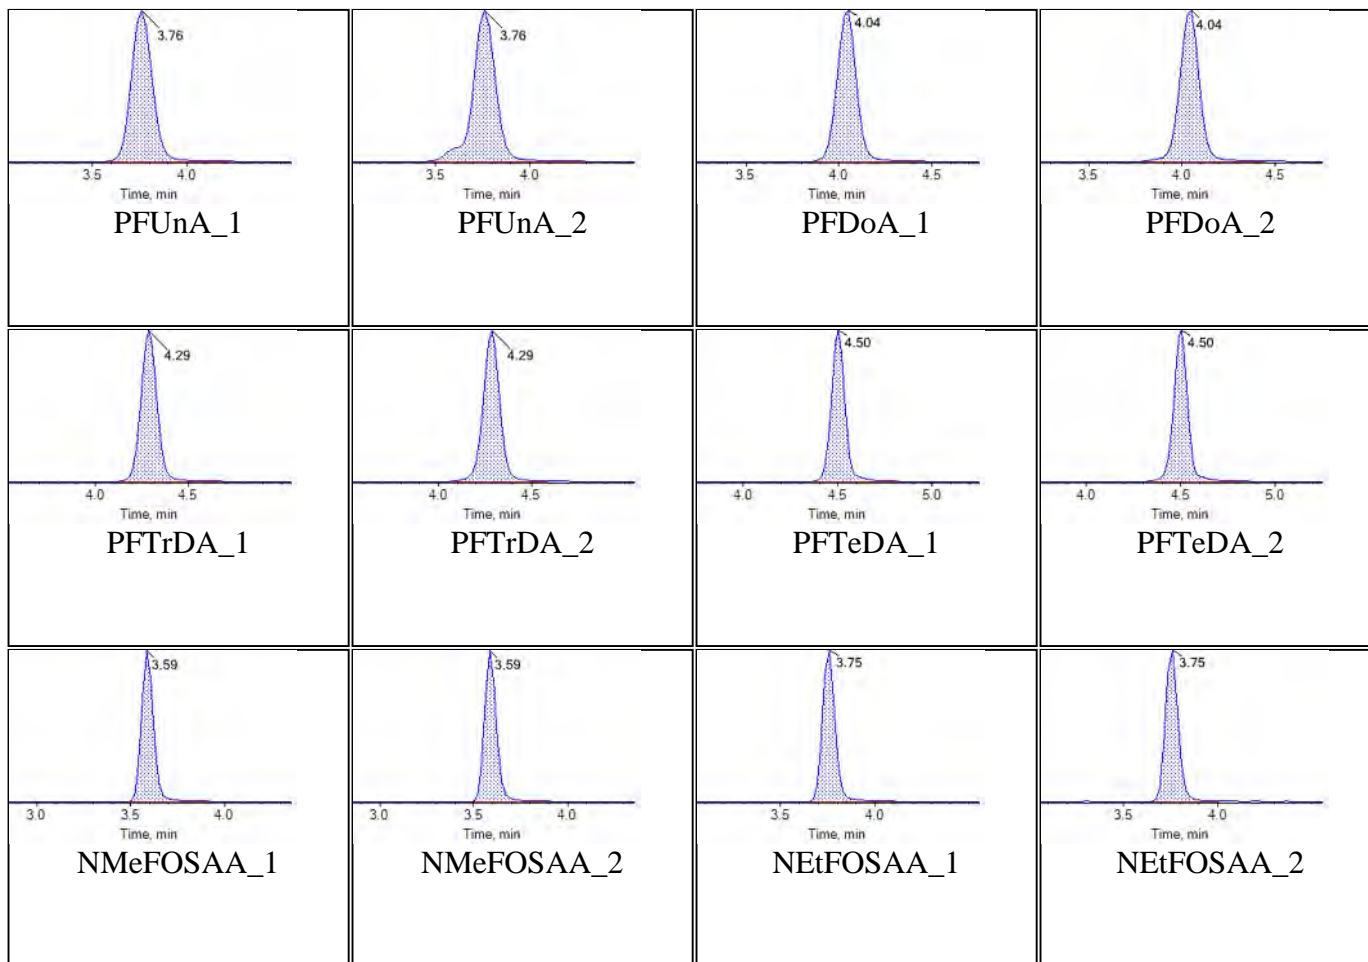 3.76
3.5 4.0
Time, min
PFUnA_1
3.76
3.5 4.0
Time, min
PFUnA_2
4.04
3.5 4.0 4.5
Time, min
PFDoA_1
4.04
3.5 4.0 4.5
Time, min
PFDoA_2
4.29
4.0 4.5
Time, min
PFTrDA_1
4.29
4.0 4.5
Time, min
PFTrDA_2
4.50
4.0 4.5 5.0
Time, min
PFTeDA_1
4.50
4.0 4.5 5.0
Time, min
PFTeDA_2
3.59
3.0 3.5 4.0
Time, min
NMeFOSAA_1
3.59
3.0 3.5 4.0
Time, min
NMeFOSAA_2
3.75
3.5 4.0
Time, min
NEtFOSAA_1
3.75
3.5 4.0
Time, min
NEtFOSAA_2